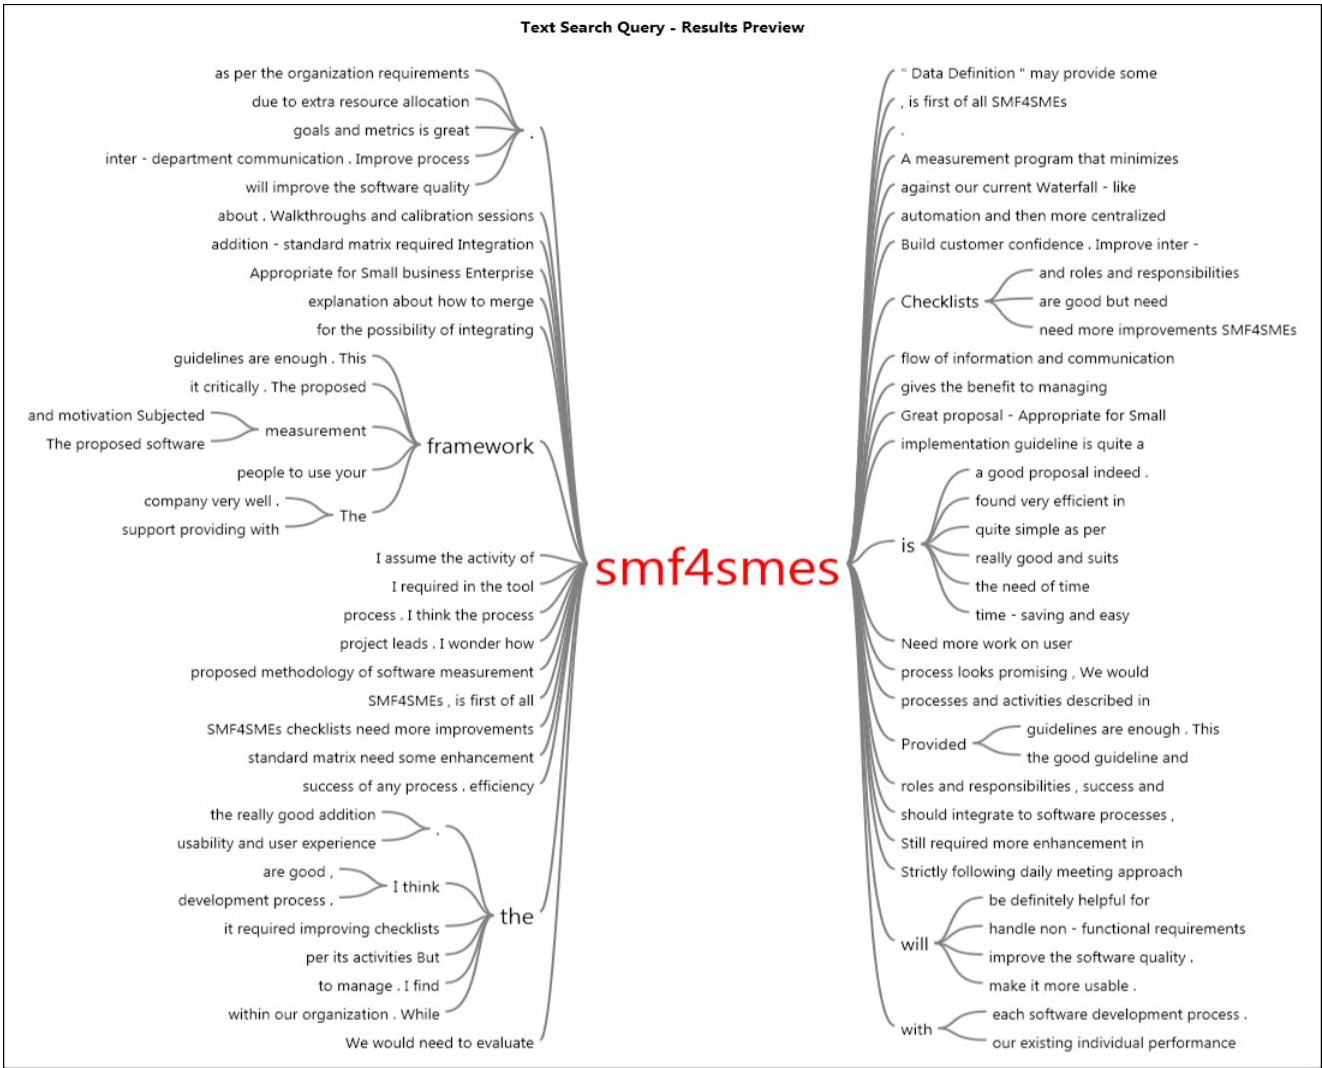 Text Search Query - Results Preview
as per the organization requirements
due to extra resource allocation
goals and metrics is great
inter - department communication . Improve process
will improve the software quality
.
about . Walkthroughs and calibration sessions
addition - standard matrix required Integration
Appropriate for Small business Enterprise
explanation about how to merge
for the possibility of integrating
guidelines are enough . This
it critically . The proposed
and motivation Subjected
The proposed software
measurement
people to use your
company very well .
support providing with
The
framework
I assume the activity of
I required in the tool
process . I think the process
project leads . I wonder how
proposed methodology of software measurement
SMF4SMEs , is first of all
SMF4SMEs checklists need more improvements
standard matrix need some enhancement
success of any process . efficiency
the really good addition
usability and user experience
.
are good ,
development process .
I think
it required improving checklists
per its activities But
to manage . I find
within our organization . While
the
We would need to evaluate
smf4smes
" Data Definition " may provide some
, is first of all SMF4SMEs
.
A measurement program that minimizes
against our current Waterfall - like
automation and then more centralized
Build customer confidence . Improve inter -
Checklists
and roles and responsibilities
are good but need
need more improvements SMF4SMEs
flow of information and communication
gives the benefit to managing
Great proposal - Appropriate for Small
implementation guideline is quite a
is
a good proposal indeed .
found very efficient in
quite simple as per
really good and suits
the need of time
time - saving and easy
Need more work on user
process looks promising , We would
processes and activities described in
Provided
guidelines are enough . This
the good guideline and
roles and responsibilities , success and
should integrate to software processes ,
Still required more enhancement in
Strictly following daily meeting approach
will
be definitely helpful for
handle non - functional requirements
improve the software quality .
make it more usable .
with
each software development process .
our existing individual performance